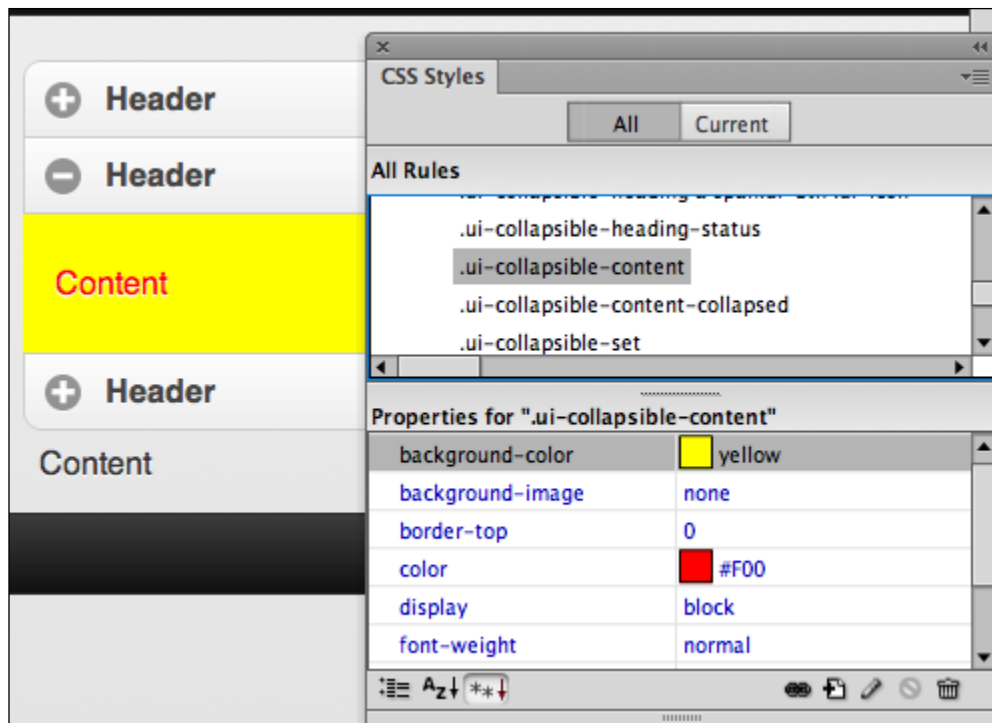 Header
Header
Content
Header
Content
CSS Styles
All
Current
All Rules
.ui-collapsible-heading-status
.ui-collapsible-content
.ui-collapsible-content-collapsed
.ui-collapsible-set
Properties for ".ui-collapsible-content"
background-color yellow
background-image none
border-top 0
color #F00
display block
font-weight normal